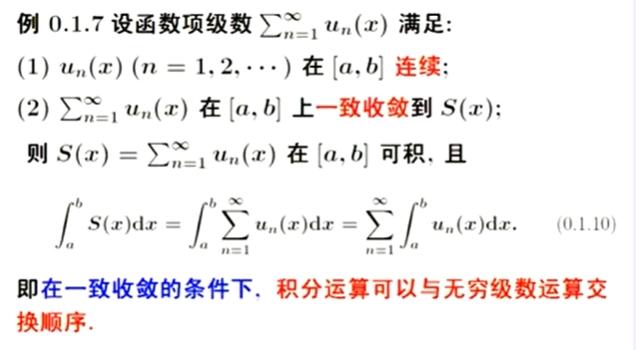 例 0.1.7 设函数项级数 $\sum_{n=1}^{\infty} u_n(x)$ 满足:
(1) $u_n(x)$ $(n = 1, 2, \cdots)$ 在 $[a, b]$ 连续;
(2) $\sum_{n=1}^{\infty} u_n(x)$ 在 $[a, b]$ 上一致收敛到 $S(x)$;
则 $S(x) = \sum_{n=1}^{\infty} u_n(x)$ 在 $[a, b]$ 可积, 且
$\int_a^b S(x)\mathrm{d}x = \int_a^b \sum_{n=1}^{\infty} u_n(x)\mathrm{d}x = \sum_{n=1}^{\infty} \int_a^b u_n(x)\mathrm{d}x.$ (0.1.10)
即在一致收敛的条件下, 积分运算可以与无穷级数运算交
换顺序.